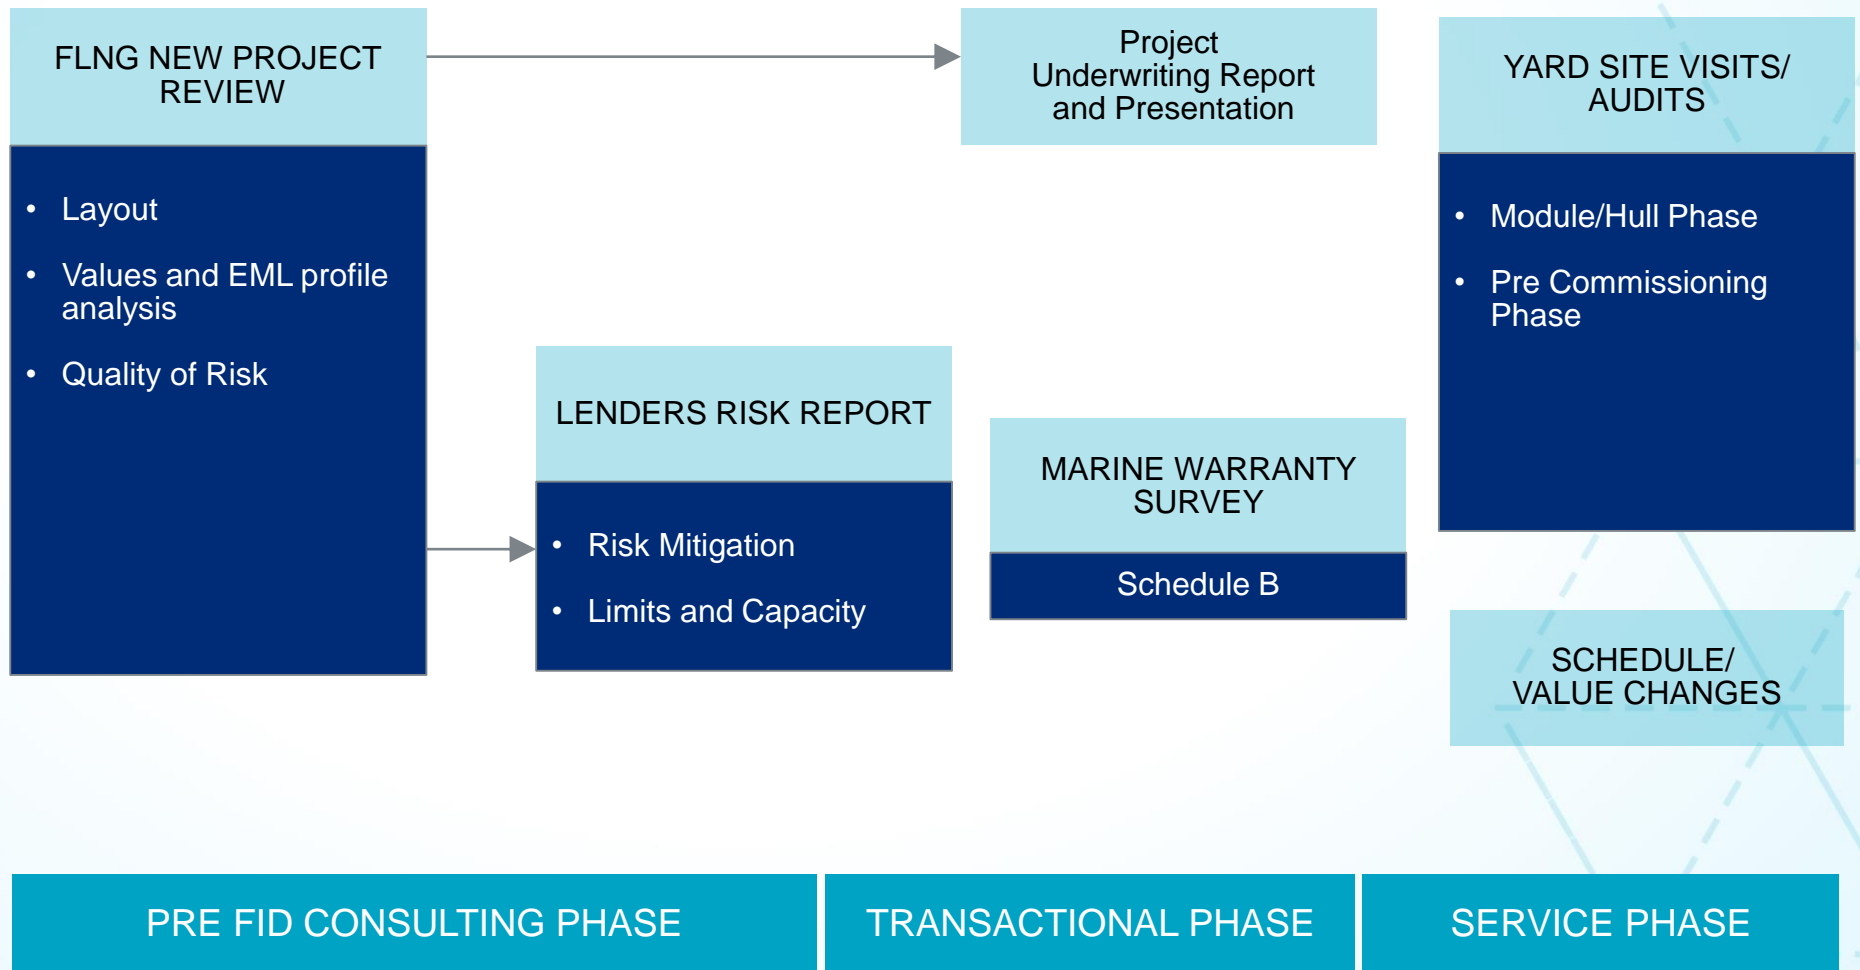 FLNG NEW PROJECT
REVIEW
• Layout
• Values and EML profile
analysis
• Quality of Risk
LENDERS RISK REPORT
• Risk Mitigation
• Limits and Capacity
Project
Underwriting Report
and Presentation
MARINE WARRANTY
SURVEY
Schedule B
YARD SITE VISITS/
AUDITS
• Module/Hull Phase
• Pre Commissioning
Phase
SCHEDULE/
VALUE CHANGES
PRE FID CONSULTING PHASE
TRANSACTIONAL PHASE
SERVICE PHASE